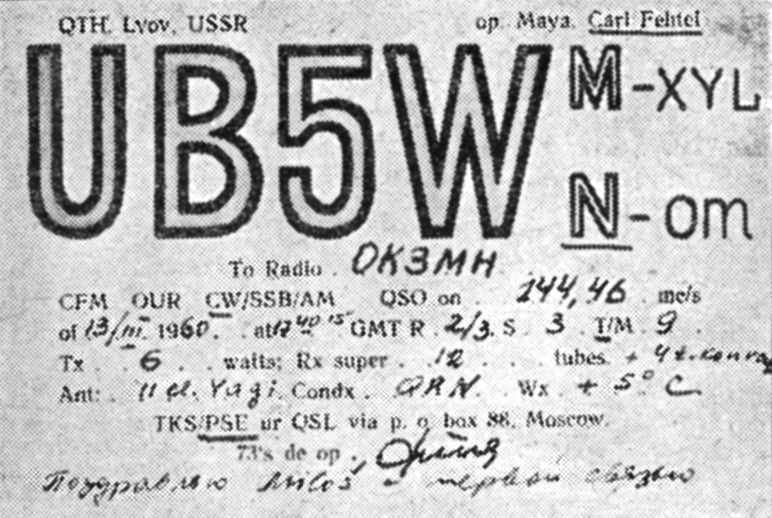 QTH. Lvov, USSR op. Maya, Carl Fehtel
UB5W M-XYL
N-om
To Radio OK3MH
CFM OUR CW/SSB/AM QSO on 144,46 mc/s
of 13/III 1960. at 17 40 15 GMT R 2/3. S 3 T/M 9
Tx 6 watts; Rx super 12 tubes. +
Ant: 11 el. Yagi Condx QRN. Wx + 5° C
TKS/PSE ur QSL via p. o. box 88, Moscow.
73's de op.
Поздравляю Miloš с первой связью